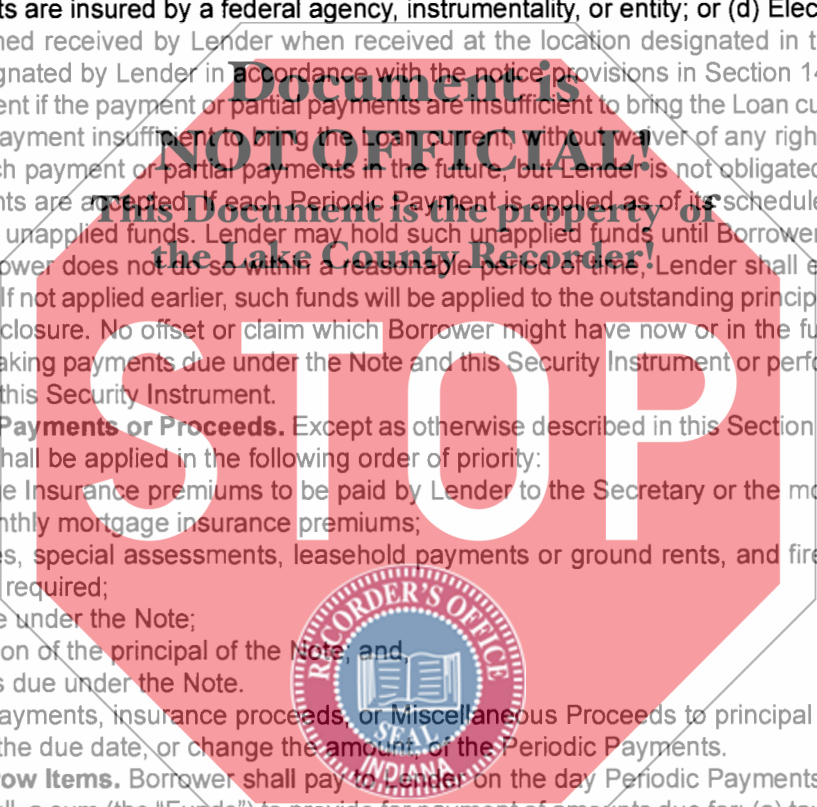 ts are insured by a federal agency, instrumentality, or entity; or (d) Elec
ned received by Lender when received at the location designated in t
gnated by Lender in accordance with the notice provisions in Section 14
ent if the payment or partial payments are insufficient to bring the Loan cu
ayment insufficient to bring the Loan current, without waiver of any righ
ch payment or partial payments in the future, but Lender is not obligated
nts are accepted. If each Periodic Payment is applied as of its schedule
unapplied funds. Lender may hold such unapplied funds until Borrower
ower does not do so within a reasonable period of time, Lender shall e
If not applied earlier, such funds will be applied to the outstanding princip
closure. No offset or claim which Borrower might have now or in the fu
aking payments due under the Note and this Security Instrument or perfo
this Security Instrument.
Payments or Proceeds. Except as otherwise described in this Section
hall be applied in the following order of priority:
e Insurance premiums to be paid by Lender to the Secretary or the mo
nthly mortgage insurance premiums;
es, special assessments, leasehold payments or ground rents, and fire
required;
e under the Note;
on of the principal of the Note; and,
s due under the Note.
ayments, insurance proceeds, or Miscellaneous Proceeds to principal
the due date, or change the amount, of the Periodic Payments.
row Items. Borrower shall pay to Lender on the day Periodic Payments
Document is
NOT OFFICIAL!
This Document is the property of
the Lake County Recorder!
STOP
RECORDER'S OFFICE
SEAL
INDIANA